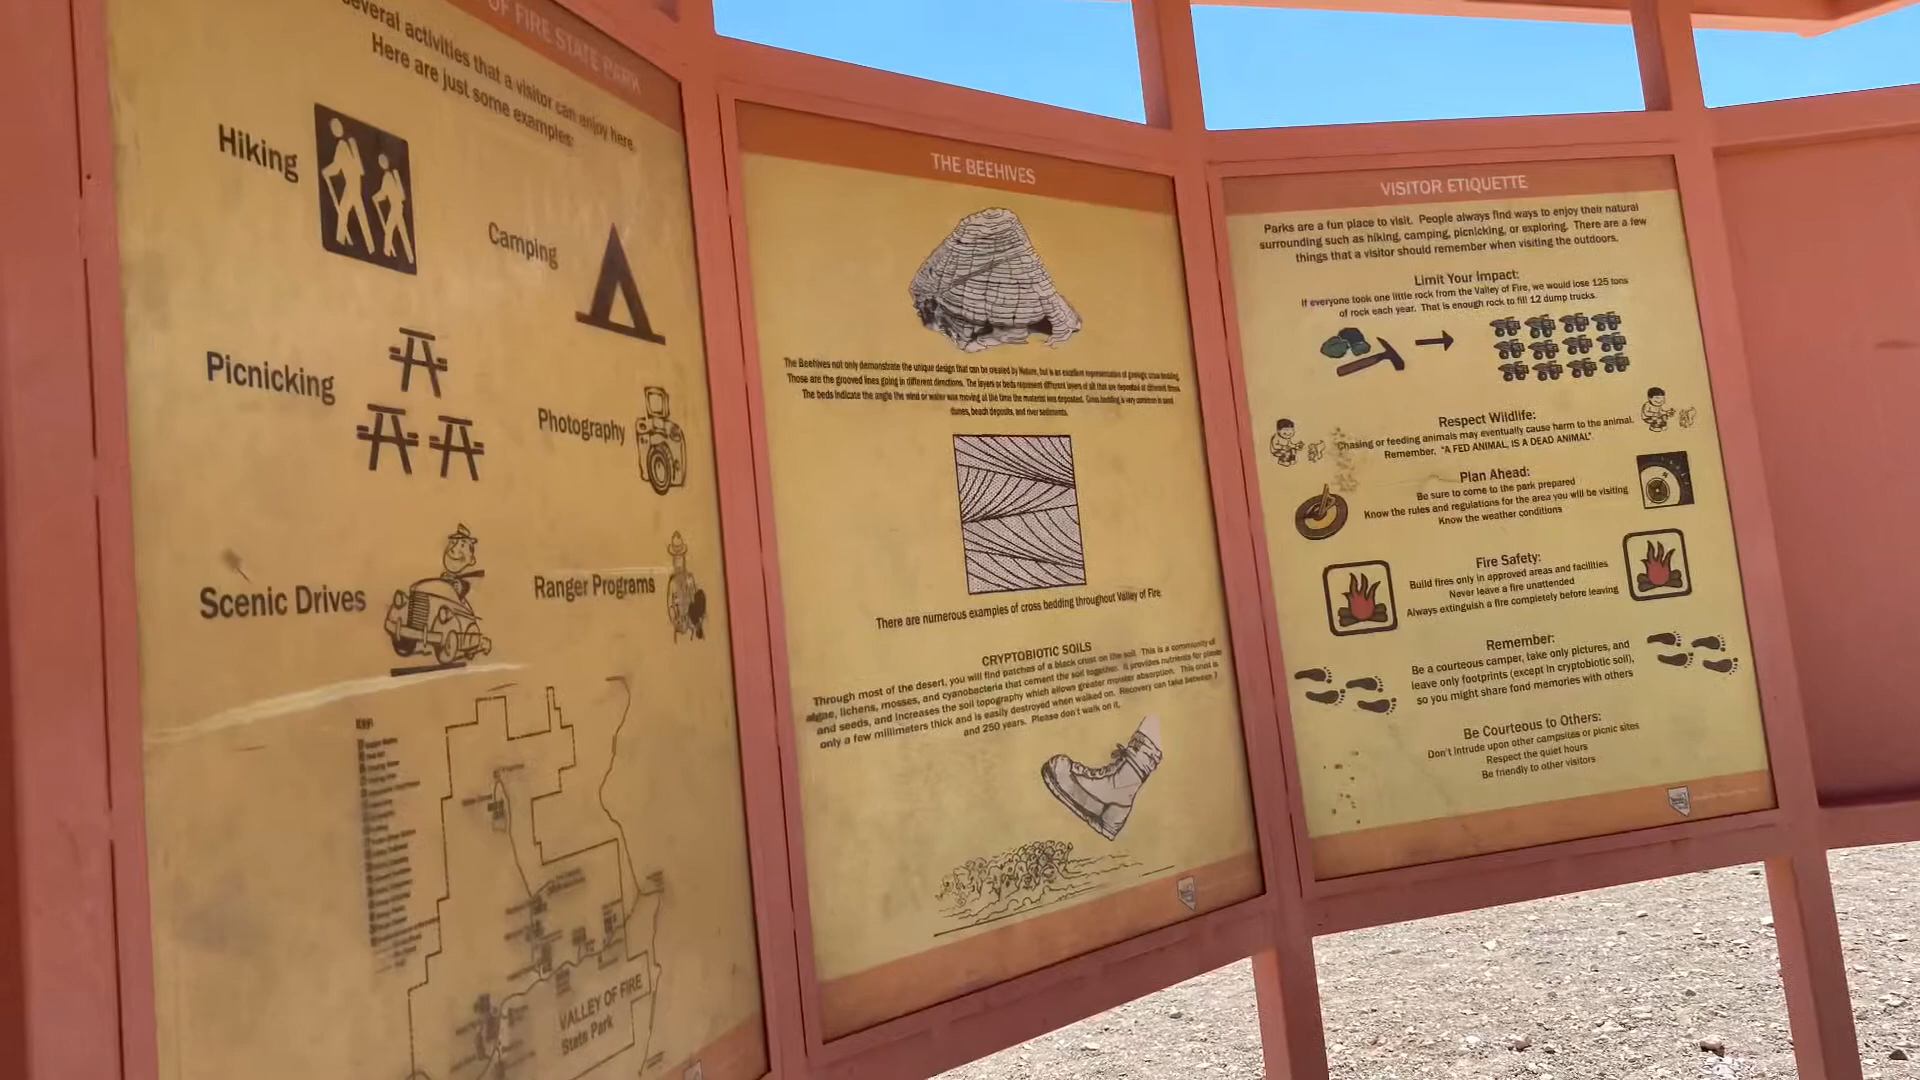 OF FIRE STATE PARK
several activities that a visitor can enjoy here.
Here are just some examples:
Hiking
Camping
Picnicking
Photography
Scenic Drives
Ranger Programs
VALLEY OF FIRE
State Park
THE BEEHIVES
The Beehives not only demonstrate the unique design that can be created by Nature, but is an excellent representation of geologic cross bedding.
Those are the grooved lines going in different directions. The layers or beds represent different layers of silt that are deposited at different times.
The beds indicate the angle the wind or water was moving at the time the material was deposited. Cross bedding is very common in sand
dunes, beach deposits, and river sediments.
There are numerous examples of cross bedding throughout Valley of Fire.
CRYPTOBIOTIC SOILS
Through most of the desert, you will find patches of a black crust on the soil. This is a community of
algae, lichens, mosses, and cyanobacteria that cement the soil together. It provides nutrients for plants
and seeds, and increases the soil topography which allows greater moister absorption. This crust is
only a few millimeters thick and is easily destroyed when walked on. Recovery can take between 7
and 250 years. Please don't walk on it.
VISITOR ETIQUETTE
Parks are a fun place to visit. People always find ways to enjoy their natural
surrounding such as hiking, camping, picnicking, or exploring. There are a few
things that a visitor should remember when visiting the outdoors.
Limit Your Impact:
If everyone took one little rock from the Valley of Fire, we would lose 125 tons
of rock each year. That is enough rock to fill 12 dump trucks.
Respect Wildlife:
Chasing or feeding animals may eventually cause harm to the animal.
Remember. "A FED ANIMAL, IS A DEAD ANIMAL"
Plan Ahead:
Be sure to come to the park prepared
Know the rules and regulations for the area you will be visiting
Know the weather conditions
Fire Safety:
Build fires only in approved areas and facilities
Never leave a fire unattended
Always extinguish a fire completely before leaving
Remember:
Be a courteous camper, take only pictures, and
leave only footprints (except in cryptobiotic soil),
so you might share fond memories with others
Be Courteous to Others:
Don't intrude upon other campsites or picnic sites
Respect the quiet hours
Be friendly to other visitors